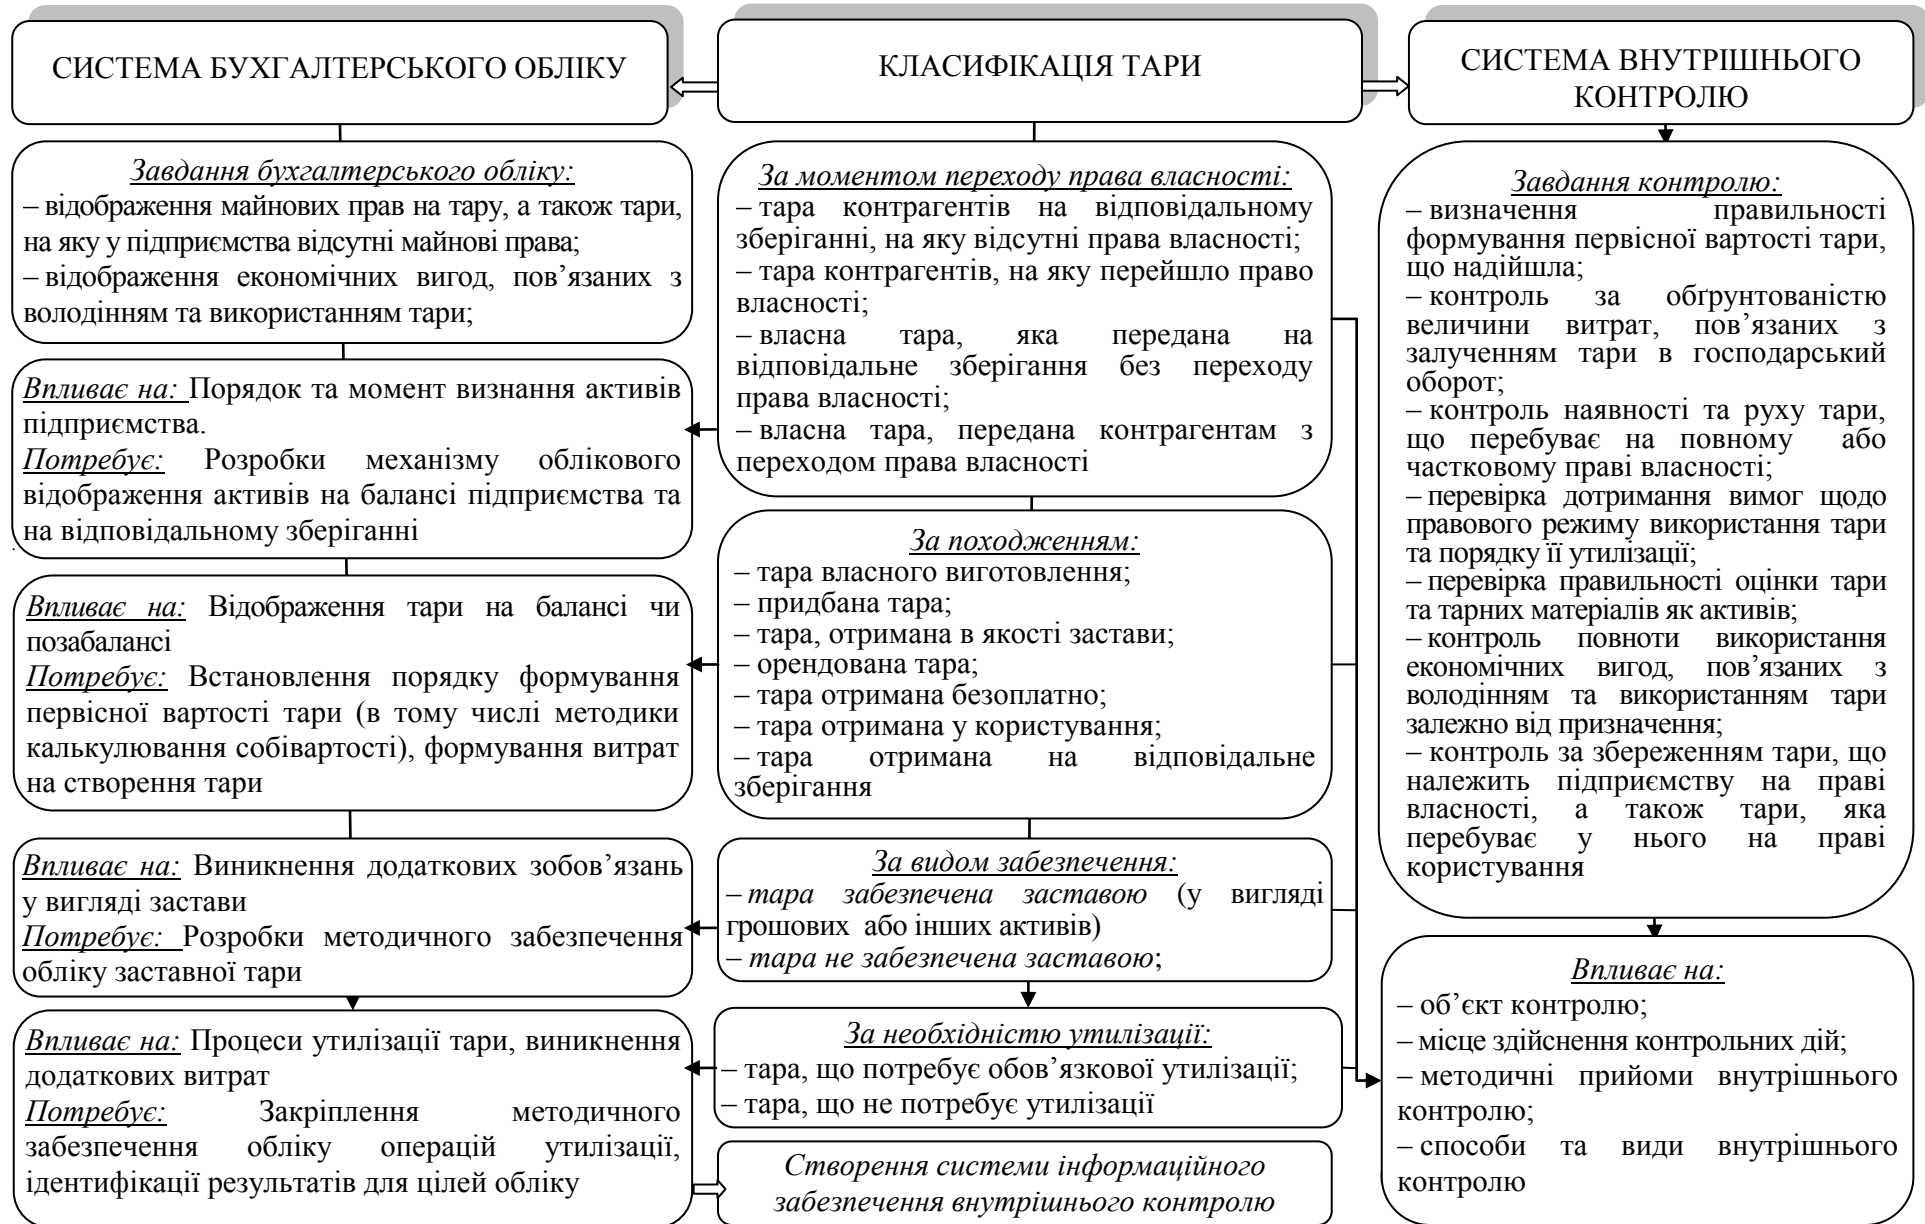 СИСТЕМА БУХГАЛТЕРСЬКОГО ОБЛІКУ
Завдання бухгалтерського обліку:
– відображення майнових прав на тару, а також тари,
на яку у підприємства відсутні майнові права;
– відображення економічних вигод, пов’язаних з
володінням та використанням тари;
Впливає на: Порядок та момент визнання активів
підприємства.
Потребує: Розробки механізму облікового
відображення активів на балансі підприємства та
на відповідальному зберіганні
Впливає на: Відображення тари на балансі чи
позабалансі
Потребує: Встановлення порядку формування
первісної вартості тари (в тому числі методики
калькулювання собівартості), формування витрат
на створення тари
Впливає на: Виникнення додаткових зобов’язань
у вигляді застави
Потребує: Розробки методичного забезпечення
обліку заставної тари
Впливає на: Процеси утилізації тари, виникнення
додаткових витрат
Потребує: Закріплення методичного
забезпечення обліку операцій утилізації,
ідентифікації результатів для цілей обліку
КЛАСИФІКАЦІЯ ТАРИ
За моментом переходу права власності:
– тара контрагентів на відповідальному
зберіганні, на яку відсутні права власності;
– тара контрагентів, на яку перейшло право
власності;
– власна тара, яка передана на
відповідальне зберігання без переходу
права власності;
– власна тара, передана контрагентам з
переходом права власності
За походженням:
– тара власного виготовлення;
– придбана тара;
– тара, отримана в якості застави;
– орендована тара;
– тара отримана безоплатно;
– тара отримана у користування;
– тара отримана на відповідальне
зберігання
За видом забезпечення:
– тара забезпечена заставою (у вигляді
грошових або інших активів)
– тара не забезпечена заставою;
За необхідністю утилізації:
– тара, що потребує обов’язкової утилізації;
– тара, що не потребує утилізації
Створення системи інформаційного
забезпечення внутрішнього контролю
СИСТЕМА ВНУТРІШНЬОГО
КОНТРОЛЮ
Завдання контролю:
– визначення правильності
формування первісної вартості тари,
що надійшла;
– контроль за обґрунтованістю
величини витрат, пов’язаних з
залученням тари в господарський
оборот;
– контроль наявності та руху тари,
що перебуває на повному або
частковому праві власності;
– перевірка дотримання вимог щодо
правового режиму використання тари
та порядку її утилізації;
– перевірка правильності оцінки тари
та тарних матеріалів як активів;
– контроль повноти використання
економічних вигод, пов’язаних з
володінням та використанням тари
залежно від призначення;
– контроль за збереженням тари, що
належить підприємству на праві
власності, а також тари, яка
перебуває у нього на праві
користування
Впливає на:
– об’єкт контролю;
– місце здійснення контрольних дій;
– методичні прийоми внутрішнього
контролю;
– способи та види внутрішнього
контролю